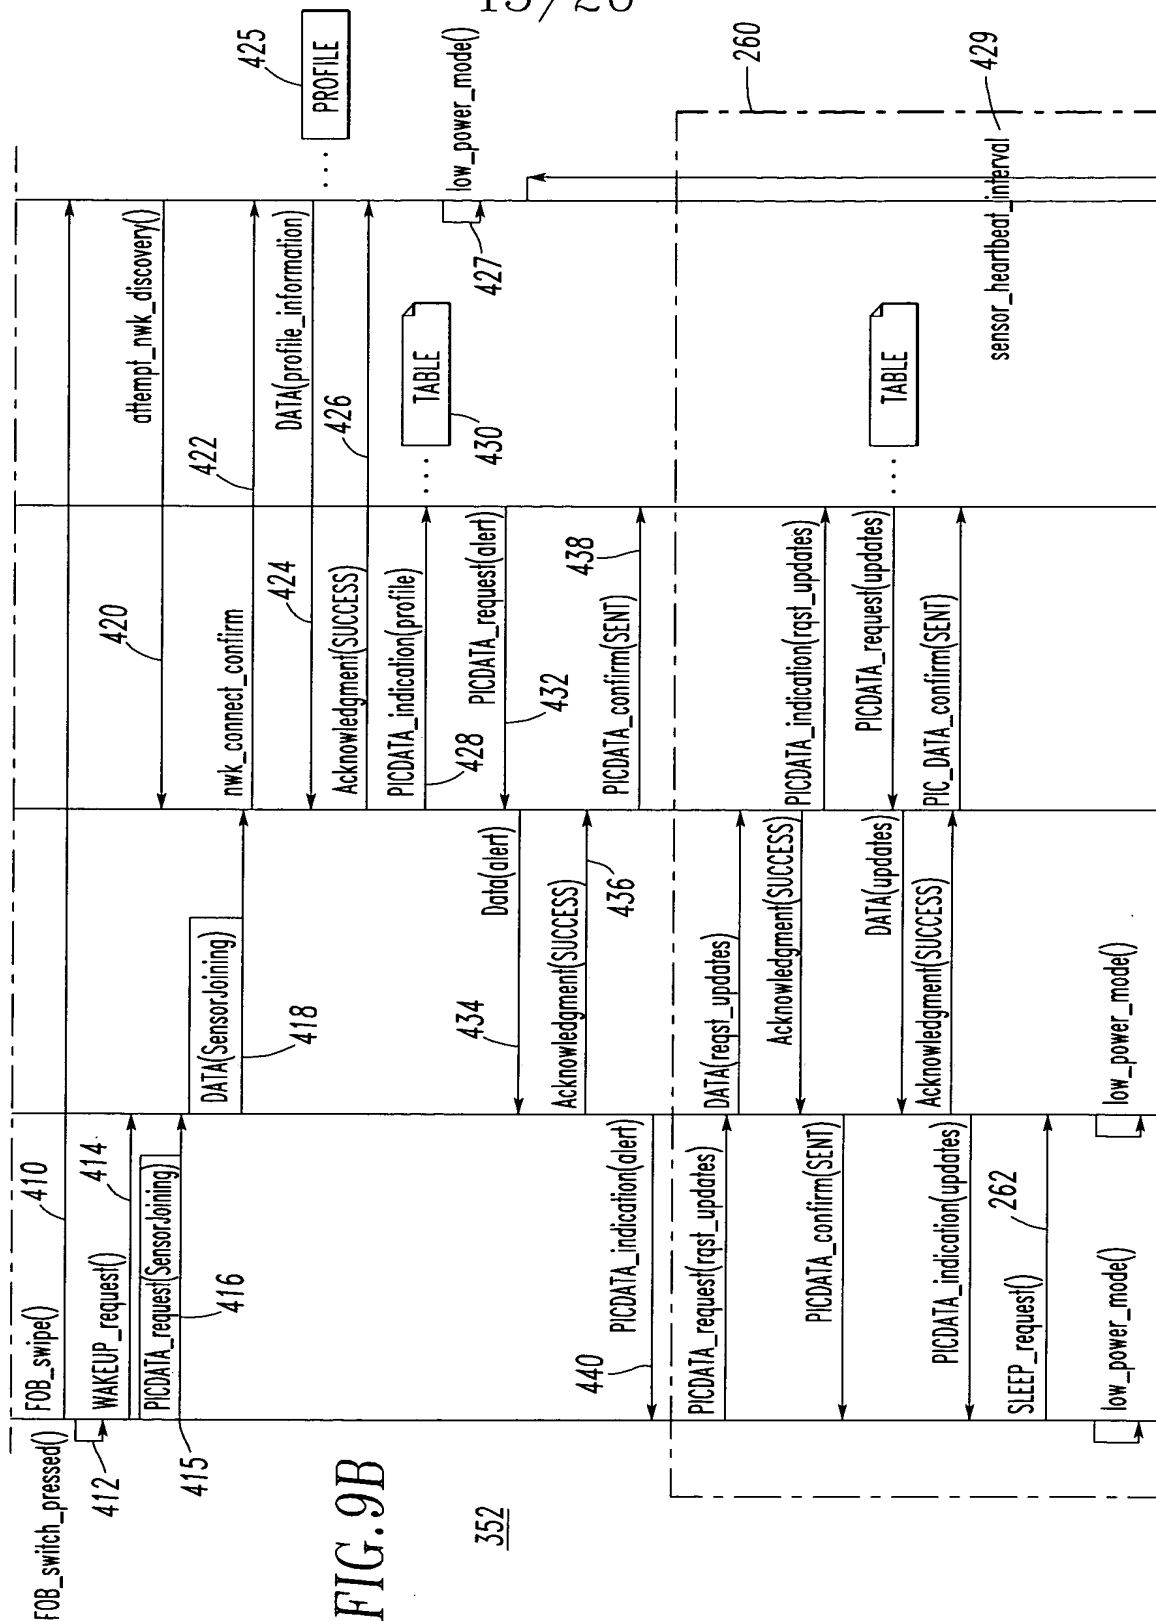 15/26
FOB_switch_pressed()
412
FOB_swipe()
410
WAKEUP_request()
414
PICDATA_request(SensorJoining)
415
416
DATA(SensorJoining)
418
420
attempt_nwk_discovery()
nwk_connect_confirm
422
424
DATA(profile_information)
PROFILE
425
Acknowledgment(SUCCESS)
426
PICDATA_indication(profile)
428
TABLE
430
low_power_mode()
427
PICDATA_request(alert)
432
Data(alert)
434
Acknowledgment(SUCCESS)
436
PICDATA_confirm(SENT)
438
PICDATA_indication(alert)
440
260
PICDATA_request(rqst_updates)
DATA(reqst_updates)
Acknowledgment(SUCCESS)
PICDATA_indication(rqst_updates)
PICDATA_confirm(SENT)
PICDATA_request(updates)
TABLE
DATA(updates)
Acknowledgment(SUCCESS)
PIC_DATA_confirm(SENT)
PICDATA_indication(updates)
sensor_heartbeat_interval
429
SLEEP_request()
262
low_power_mode()
low_power_mode()
FIG.9B
352